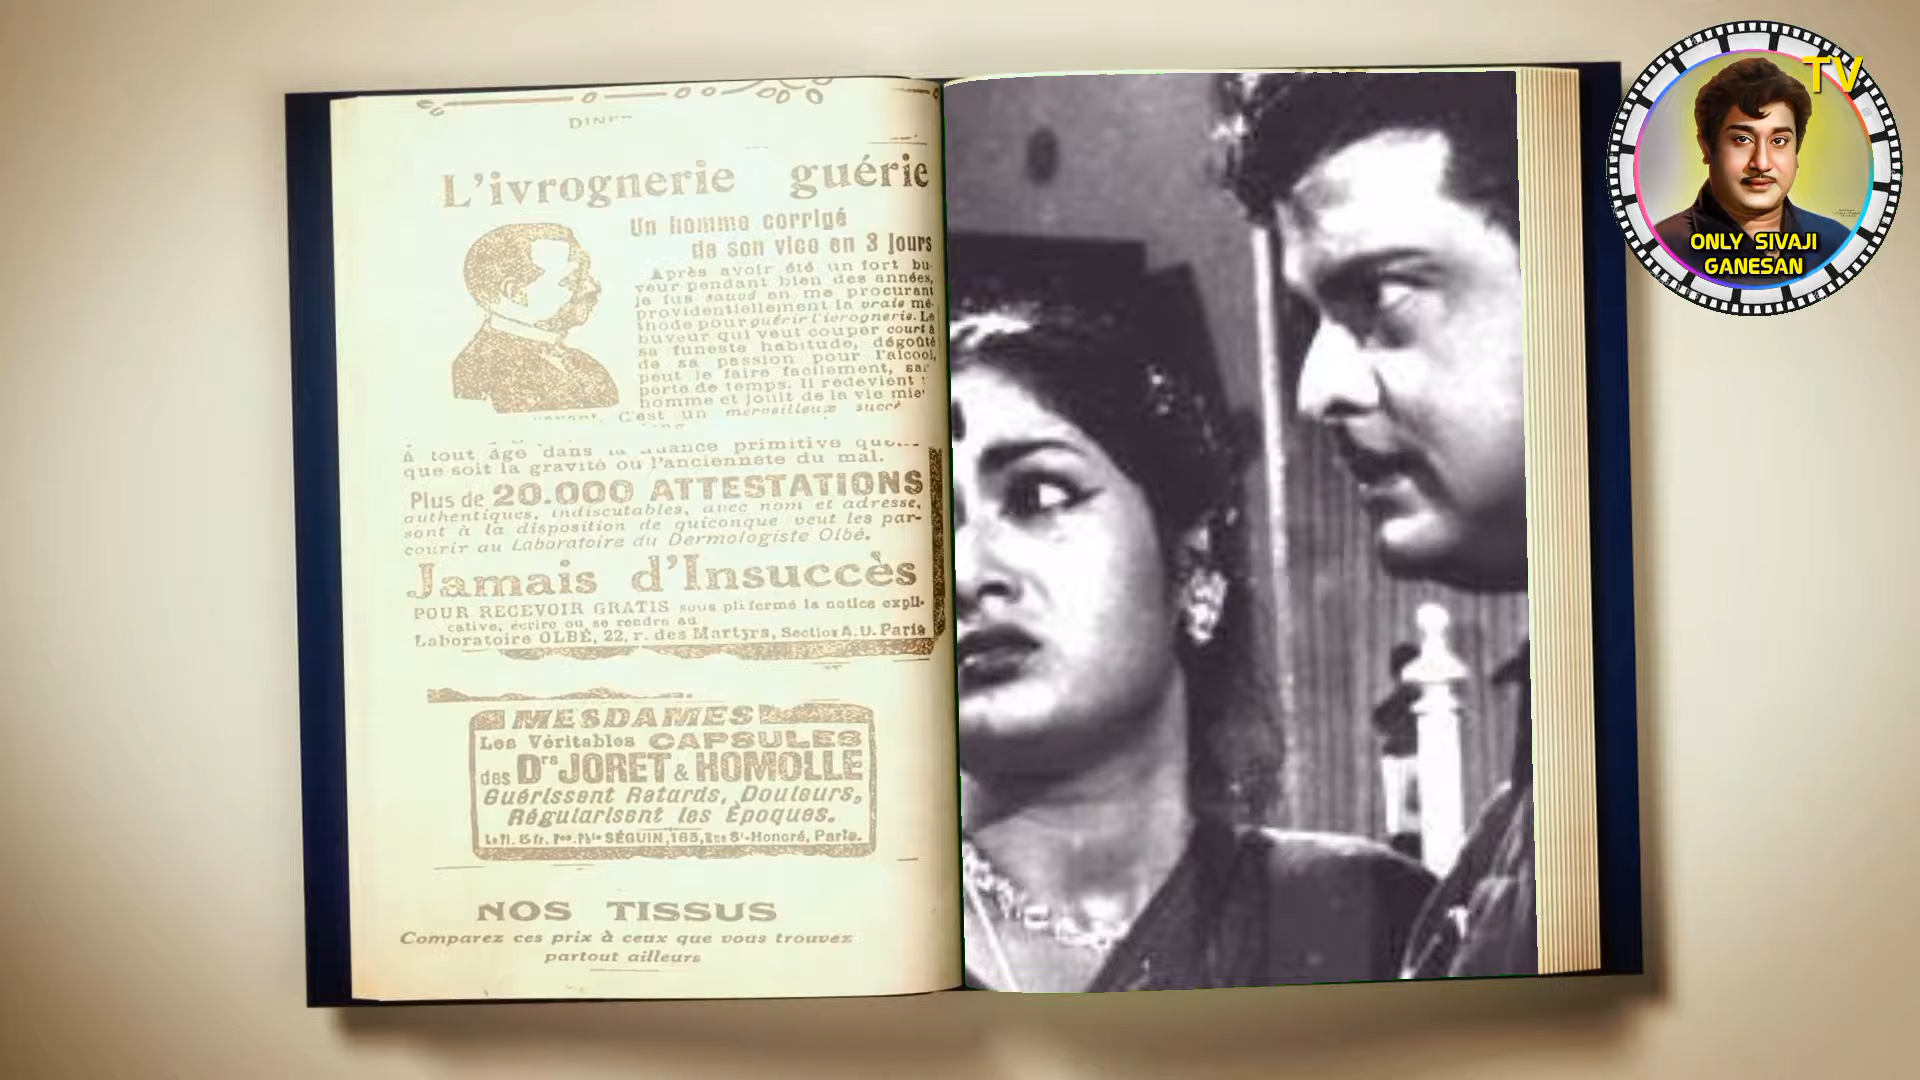 L'ivrognerie guérie
Un homme corrigé
de son vice en 3 jours
Après avoir été un fort bu-
veur pendant bien des années,
je fus sauvé en me procurant
providentiellement la vraie mé-
thode pour guérir l'ivrognerie. Le
buveur qui veut couper court à
sa funeste habitude, dégoûté
de sa passion pour l'alcool,
peut le faire facilement, sans
perte de temps. Il redevient
homme et jouit de la vie
C'est un merveilleux
À tout âge dans la nuance primitive
que soit la gravité ou l'ancienneté du mal.
Plus de 20.000 ATTESTATIONS
authentiques, indiscutables, avec nom et adresse,
sont à la disposition de quiconque veut les par-
courir au Laboratoire du Dermologiste Olbé.
Jamais d'Insuccès
POUR RECEVOIR GRATIS sous pli fermé la notice expli-
cative, écrire ou se rendre au
Laboratoire OLBÉ, 22, r. des Martyrs, Section A.U. Paris
MESDAMES
Les Véritables CAPSULES
des Drs JORET & HOMOLLE
Guérissent Retards, Douleurs,
Régularisent les Époques.
SÉGUIN, 165, Rue St-Honoré, Paris.
NOS TISSUS
Comparez ces prix à ceux que vous trouvez
partout ailleurs
TV
ONLY SIVAJI
GANESAN